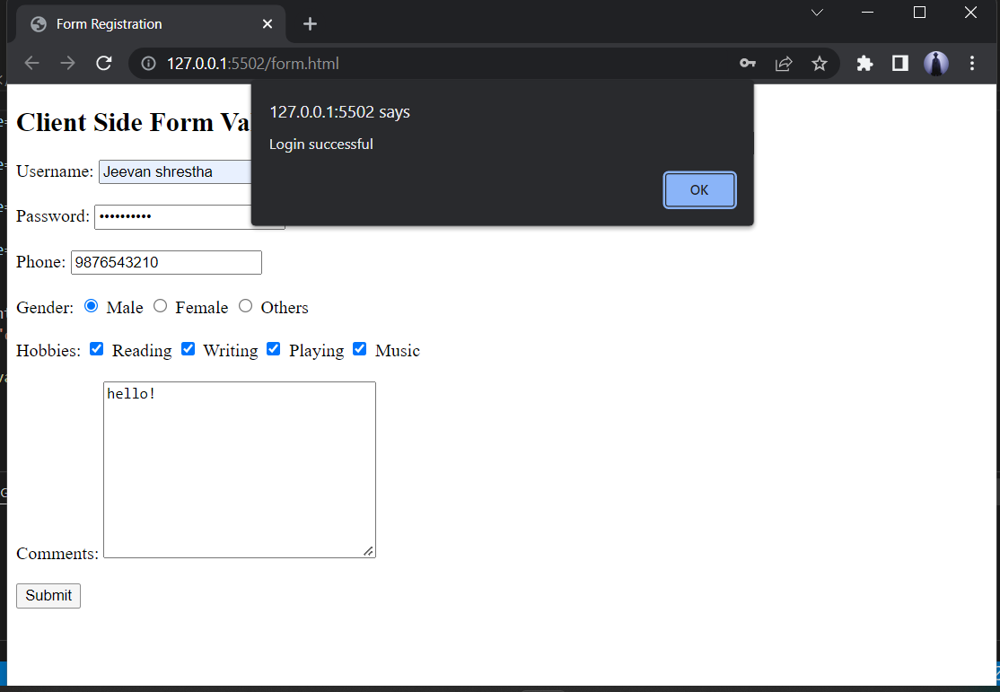 Form Registration
127.0.0.1:5502/form.html
127.0.0.1:5502 says
Login successful
OK
Client Side Form Va
Username: Jeevan shrestha
Password: ••••••••••
Phone: 9876543210
Gender: Male Female Others
Hobbies: Reading Writing Playing Music
hello!
Comments:
Submit